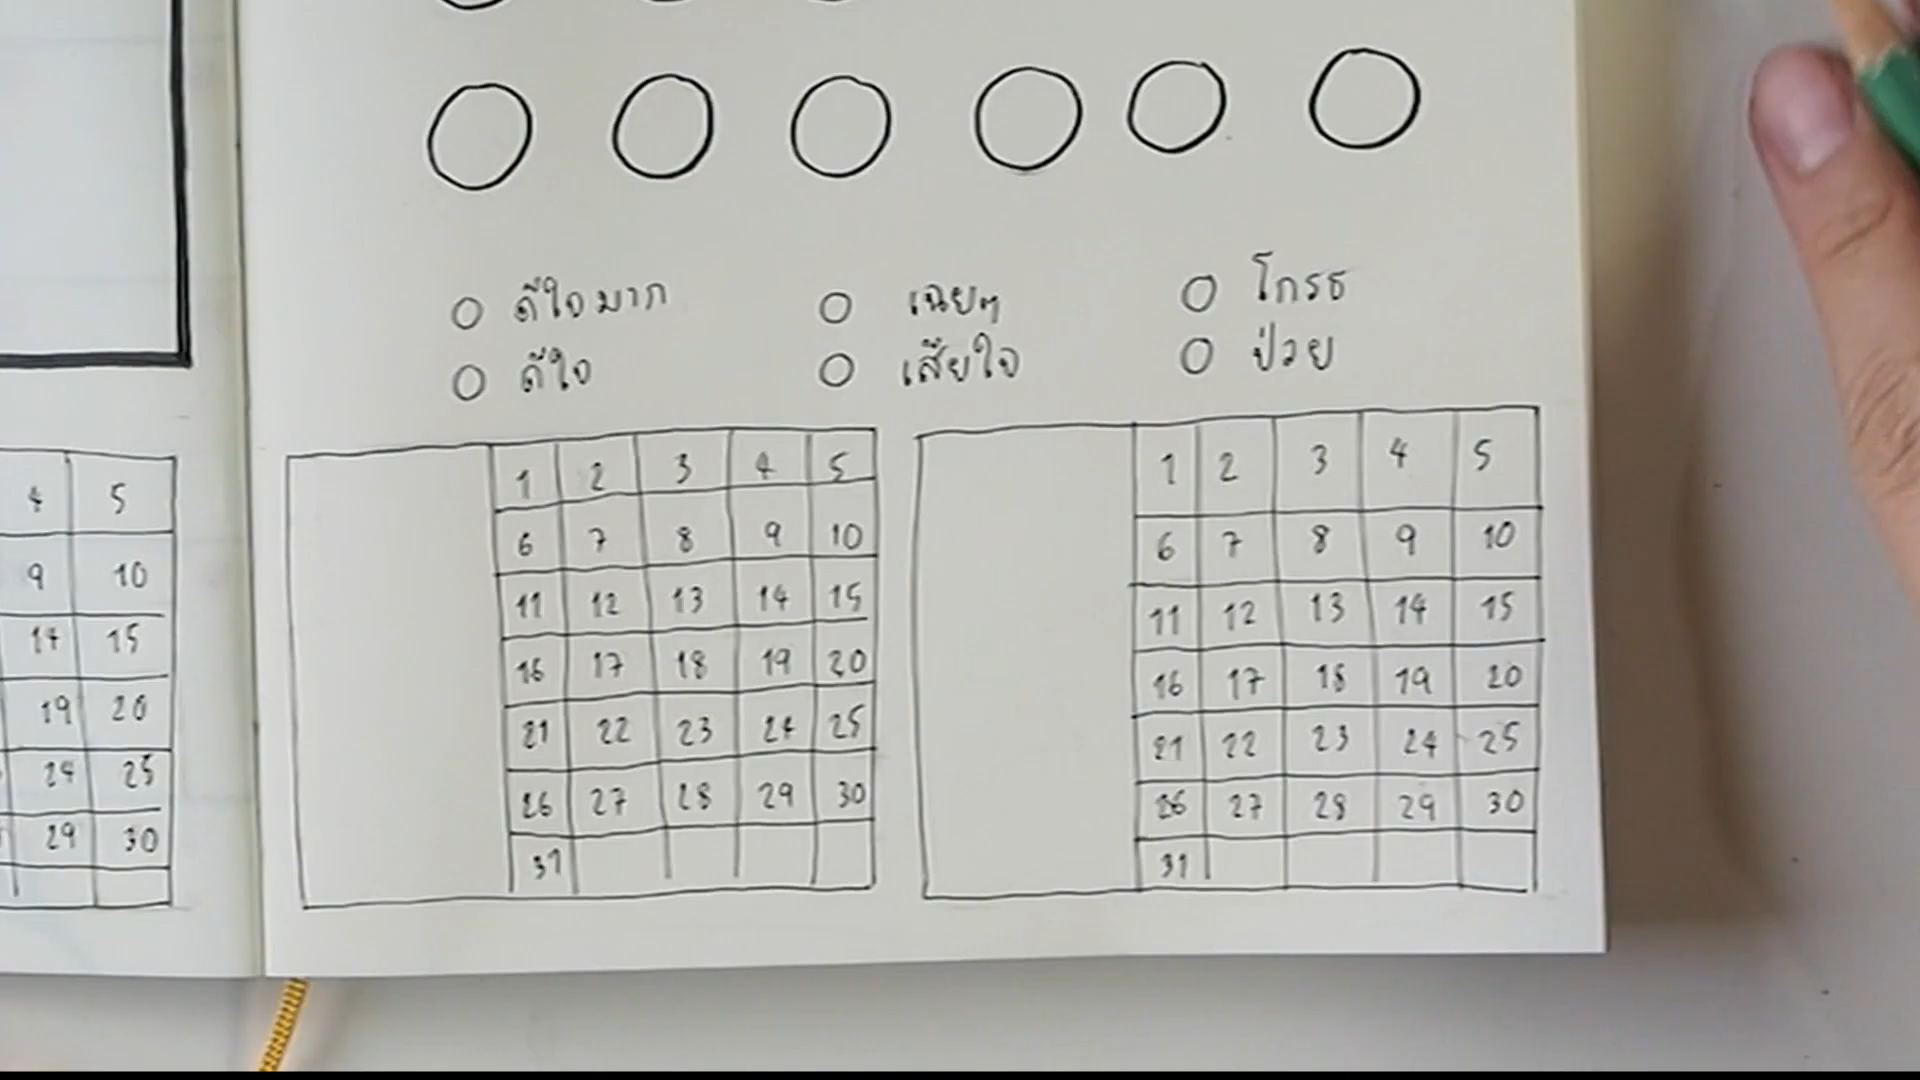 ดีใจมาก
เฉยๆ
โกรธ
ดีใจ
เสียใจ
ป่วย
4 5
9 10
14 15
19 20
24 25
29 30
1 2 3 4 5
6 7 8 9 10
11 12 13 14 15
16 17 18 19 20
21 22 23 24 25
26 27 28 29 30
31
1 2 3 4 5
6 7 8 9 10
11 12 13 14 15
16 17 18 19 20
21 22 23 24 25
26 27 28 29 30
31